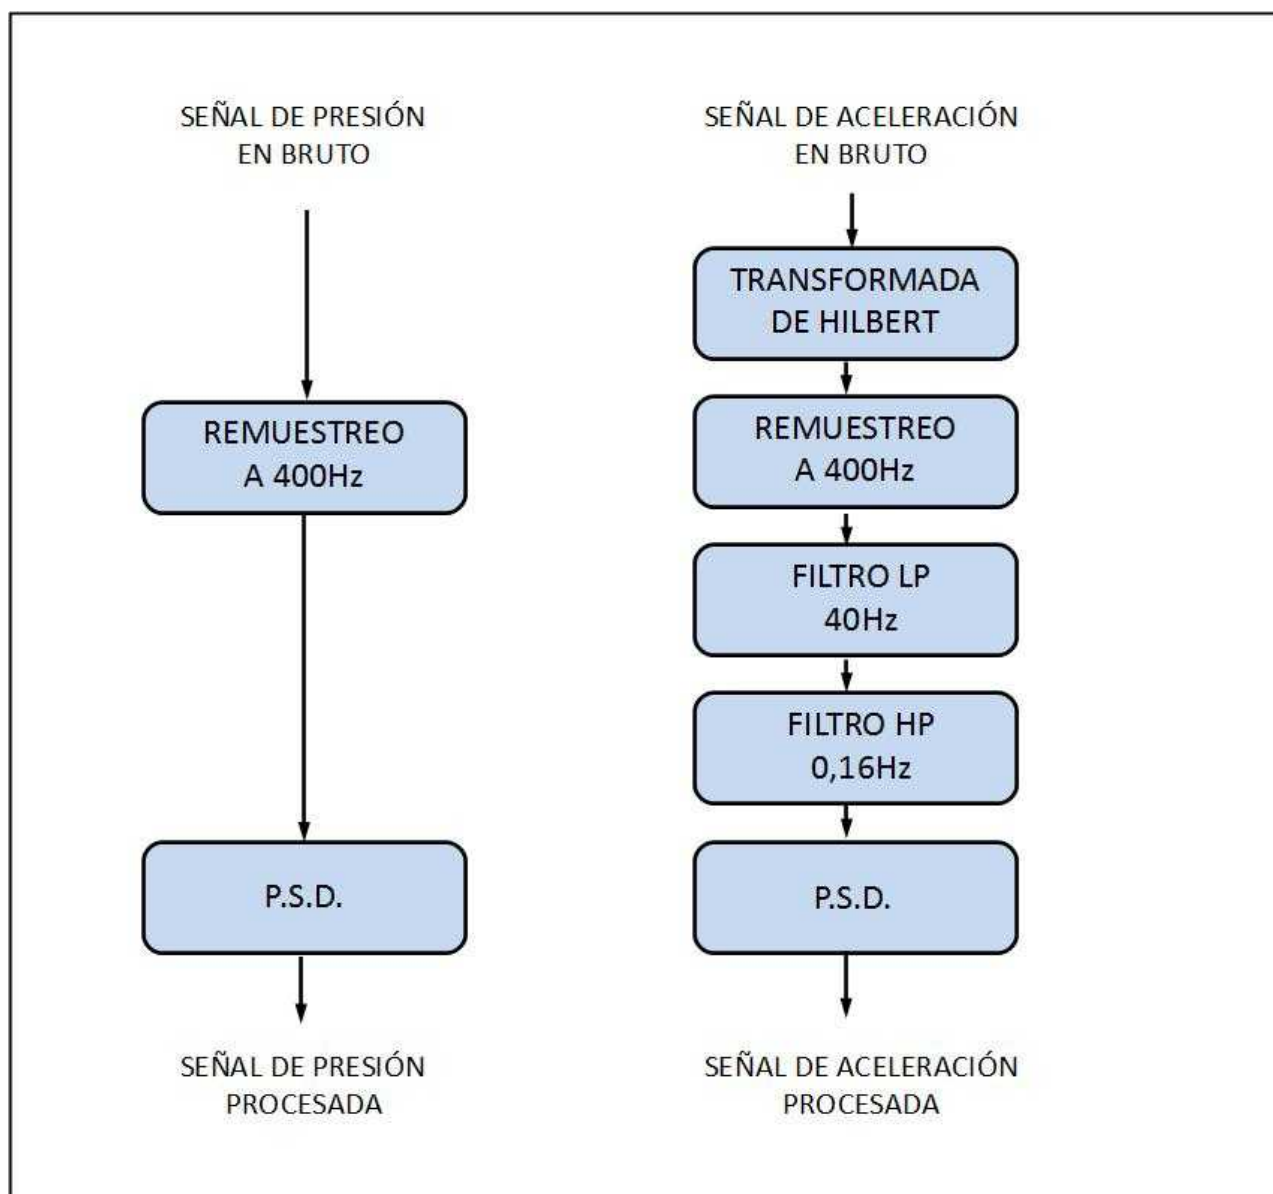 SEÑAL DE PRESIÓN
EN BRUTO
REMUESTREO
A 400Hz
P.S.D.
SEÑAL DE PRESIÓN
PROCESADA
SEÑAL DE ACELERACIÓN
EN BRUTO
TRANSFORMADA
DE HILBERT
REMUESTREO
A 400Hz
FILTRO LP
40Hz
FILTRO HP
0,16Hz
P.S.D.
SEÑAL DE ACELERACIÓN
PROCESADA